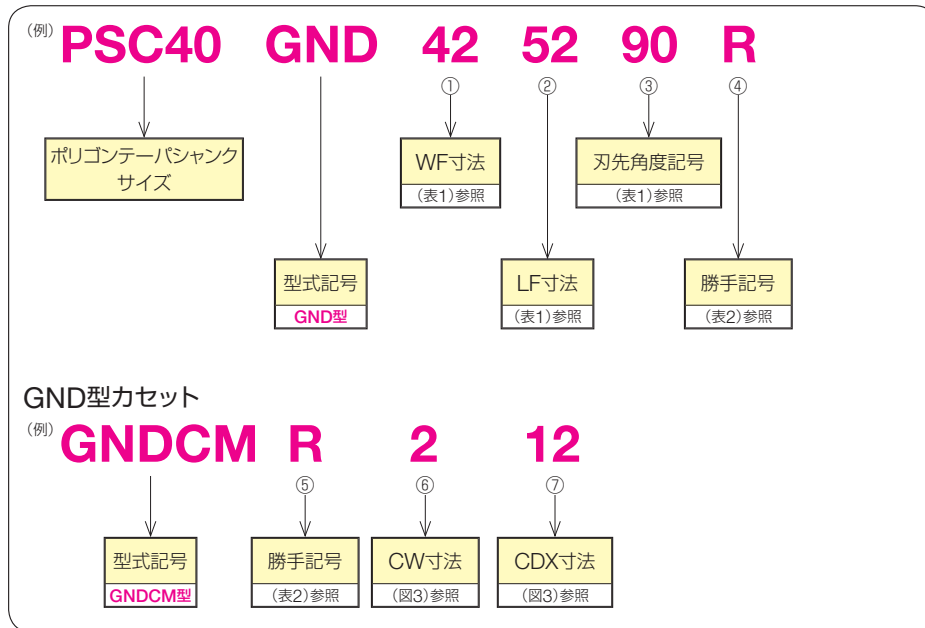 (例) PSC40 GND 42 52 90 R
① ② ③ ④
ポリゴンテーパシャンク
サイズ
WF寸法
(表1)参照
刃先角度記号
(表1)参照
型式記号
GND型
LF寸法
(表1)参照
勝手記号
(表2)参照
GND型カセット
(例) GNDCM R 2 12
⑤ ⑥ ⑦
型式記号
GNDCM型
勝手記号
(表2)参照
CW寸法
(図3)参照
CDX寸法
(図3)参照